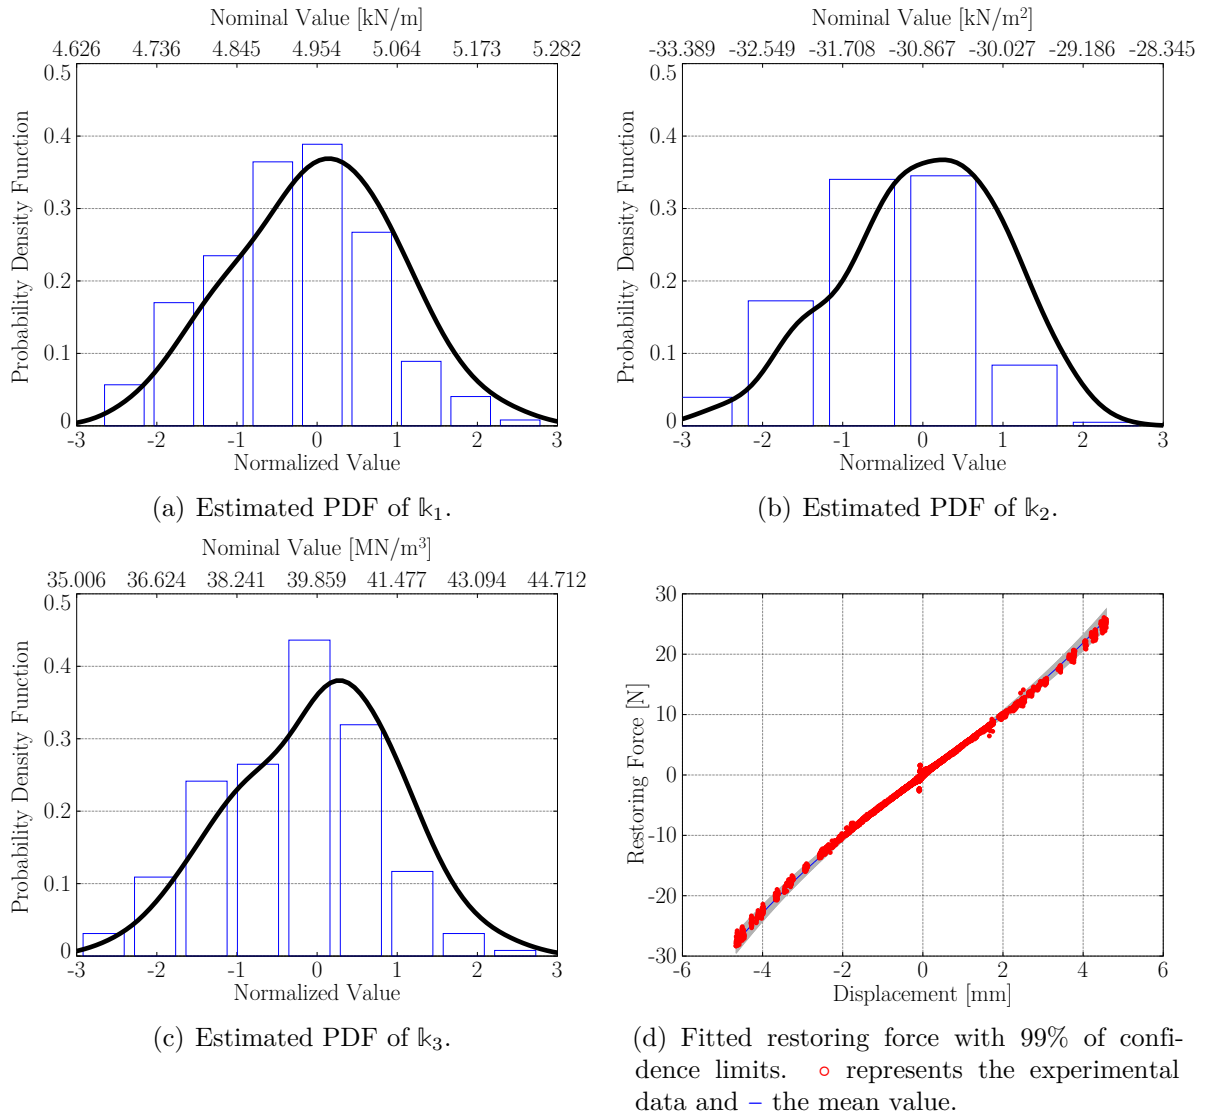 Nominal Value [kN/m]
4.626 4.736 4.845 4.954 5.064 5.173 5.282
0.5
0.4
0.3
0.2
0.1
0
Probability Density Function
-3 -2 -1 0 1 2 3
Normalized Value
(a) Estimated PDF of 𝕜₁.
Nominal Value [kN/m²]
-33.389 -32.549 -31.708 -30.867 -30.027 -29.186 -28.345
0.5
0.4
0.3
0.2
0.1
0
Probability Density Function
-3 -2 -1 0 1 2 3
Normalized Value
(b) Estimated PDF of 𝕜₂.
Nominal Value [MN/m³]
35.006 36.624 38.241 39.859 41.477 43.094 44.712
0.5
0.4
0.3
0.2
0.1
0
Probability Density Function
-3 -2 -1 0 1 2 3
Normalized Value
(c) Estimated PDF of 𝕜₃.
30
20
10
0
-10
-20
-30
Restoring Force [N]
-6 -4 -2 0 2 4 6
Displacement [mm]
(d) Fitted restoring force with 99% of confi-
dence limits. ○ represents the experimental
data and – the mean value.